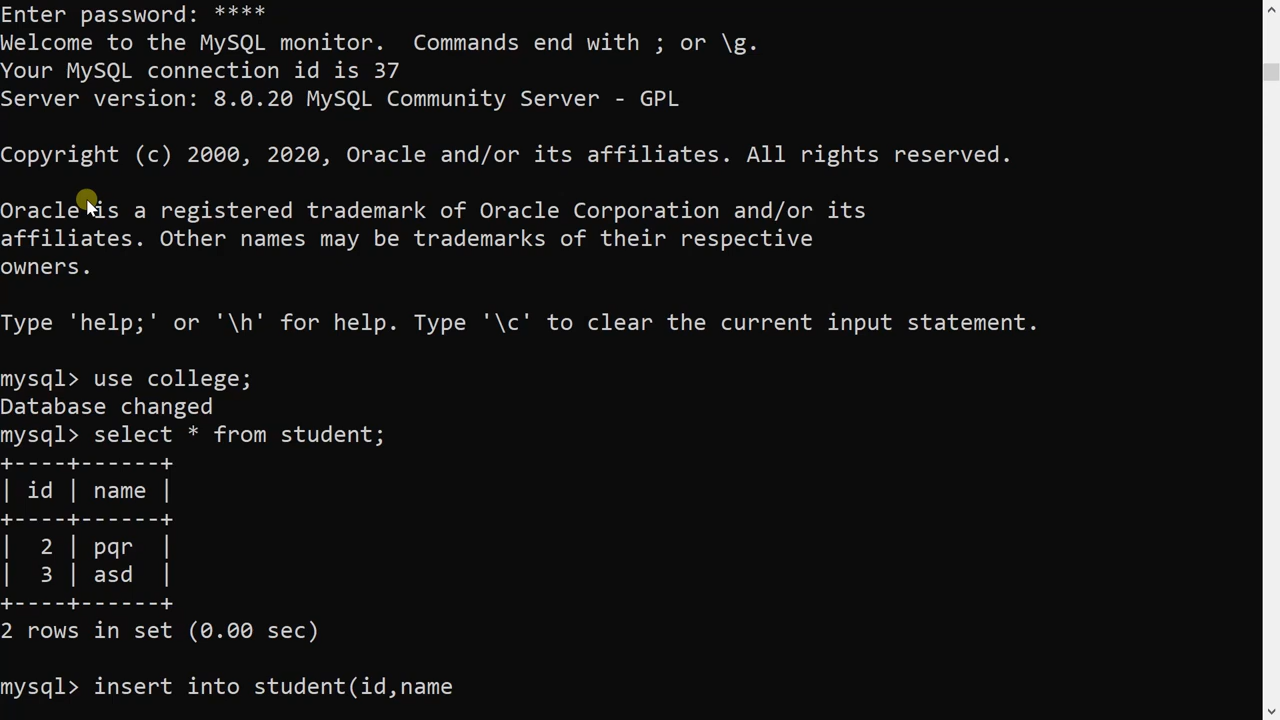 Enter password: ****
Welcome to the MySQL monitor.  Commands end with ; or \g.
Your MySQL connection id is 37
Server version: 8.0.20 MySQL Community Server - GPL
Copyright (c) 2000, 2020, Oracle and/or its affiliates. All rights reserved.
Oracle is a registered trademark of Oracle Corporation and/or its
affiliates. Other names may be trademarks of their respective
owners.
Type 'help;' or '\h' for help. Type '\c' to clear the current input statement.
mysql> use college;
Database changed
mysql> select * from student;
+----+------+
| id | name |
+----+------+
|  2 | pqr  |
|  3 | asd  |
+----+------+
2 rows in set (0.00 sec)
mysql> insert into student(id,name